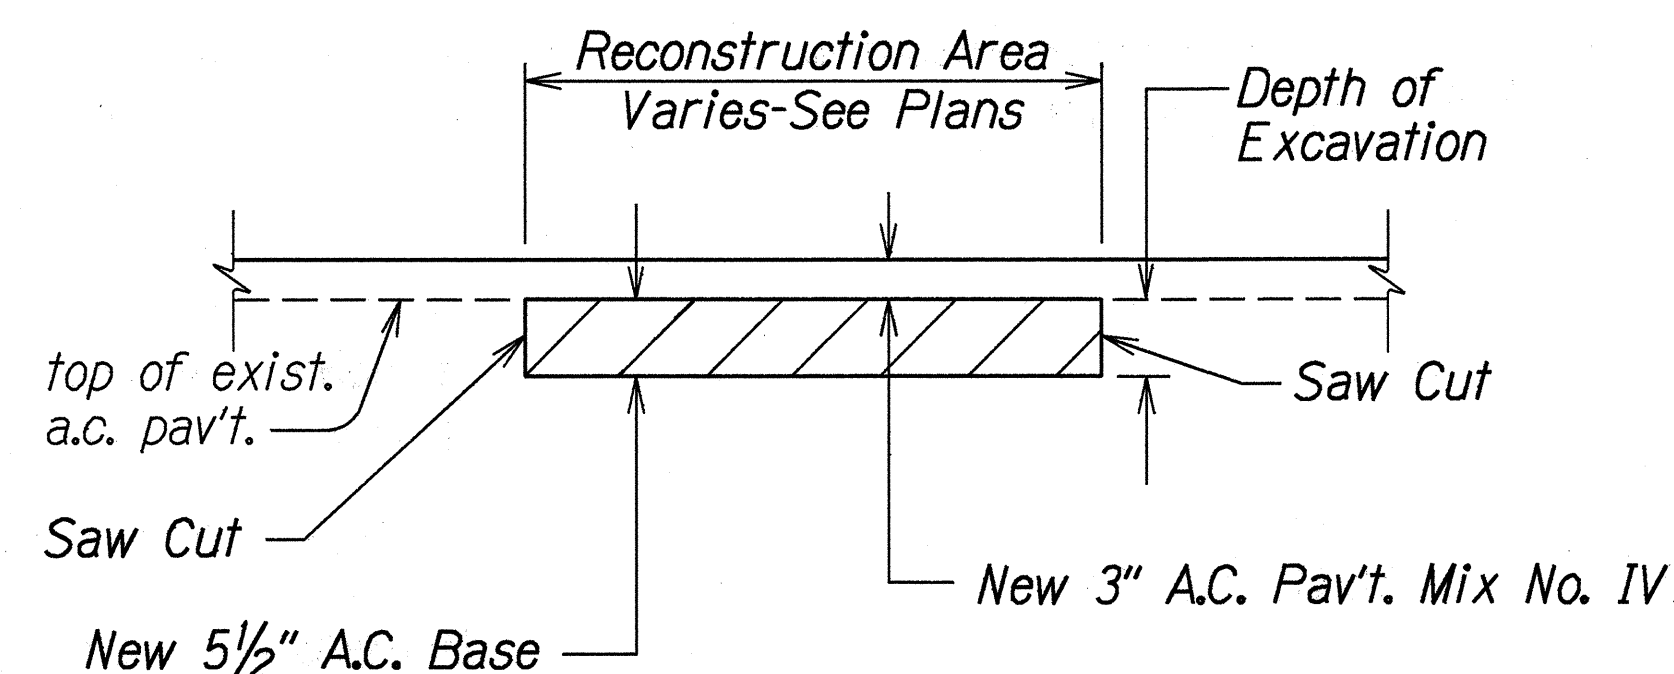 Reconstruction Area
Varies-See Plans
Depth of
Excavation
top of exist.
a.c. pav't.
Saw Cut
Saw Cut
New 3" A.C. Pav't. Mix No. IV
New 5½" A.C. Base